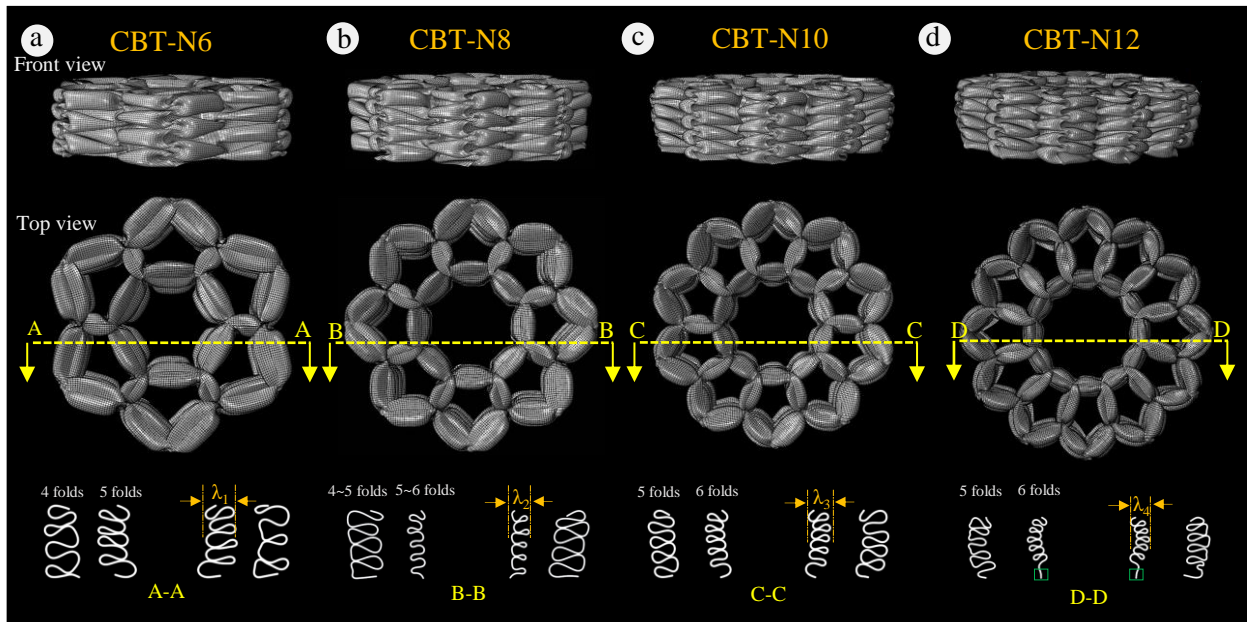 a CBT-N6 b CBT-N8 c CBT-N10 d CBT-N12
Front view
Top view
A A B B C C D D
4 folds 5 folds λ1 4~5 folds 5~6 folds λ2 5 folds 6 folds λ3 5 folds 6 folds λ4
A-A B-B C-C D-D